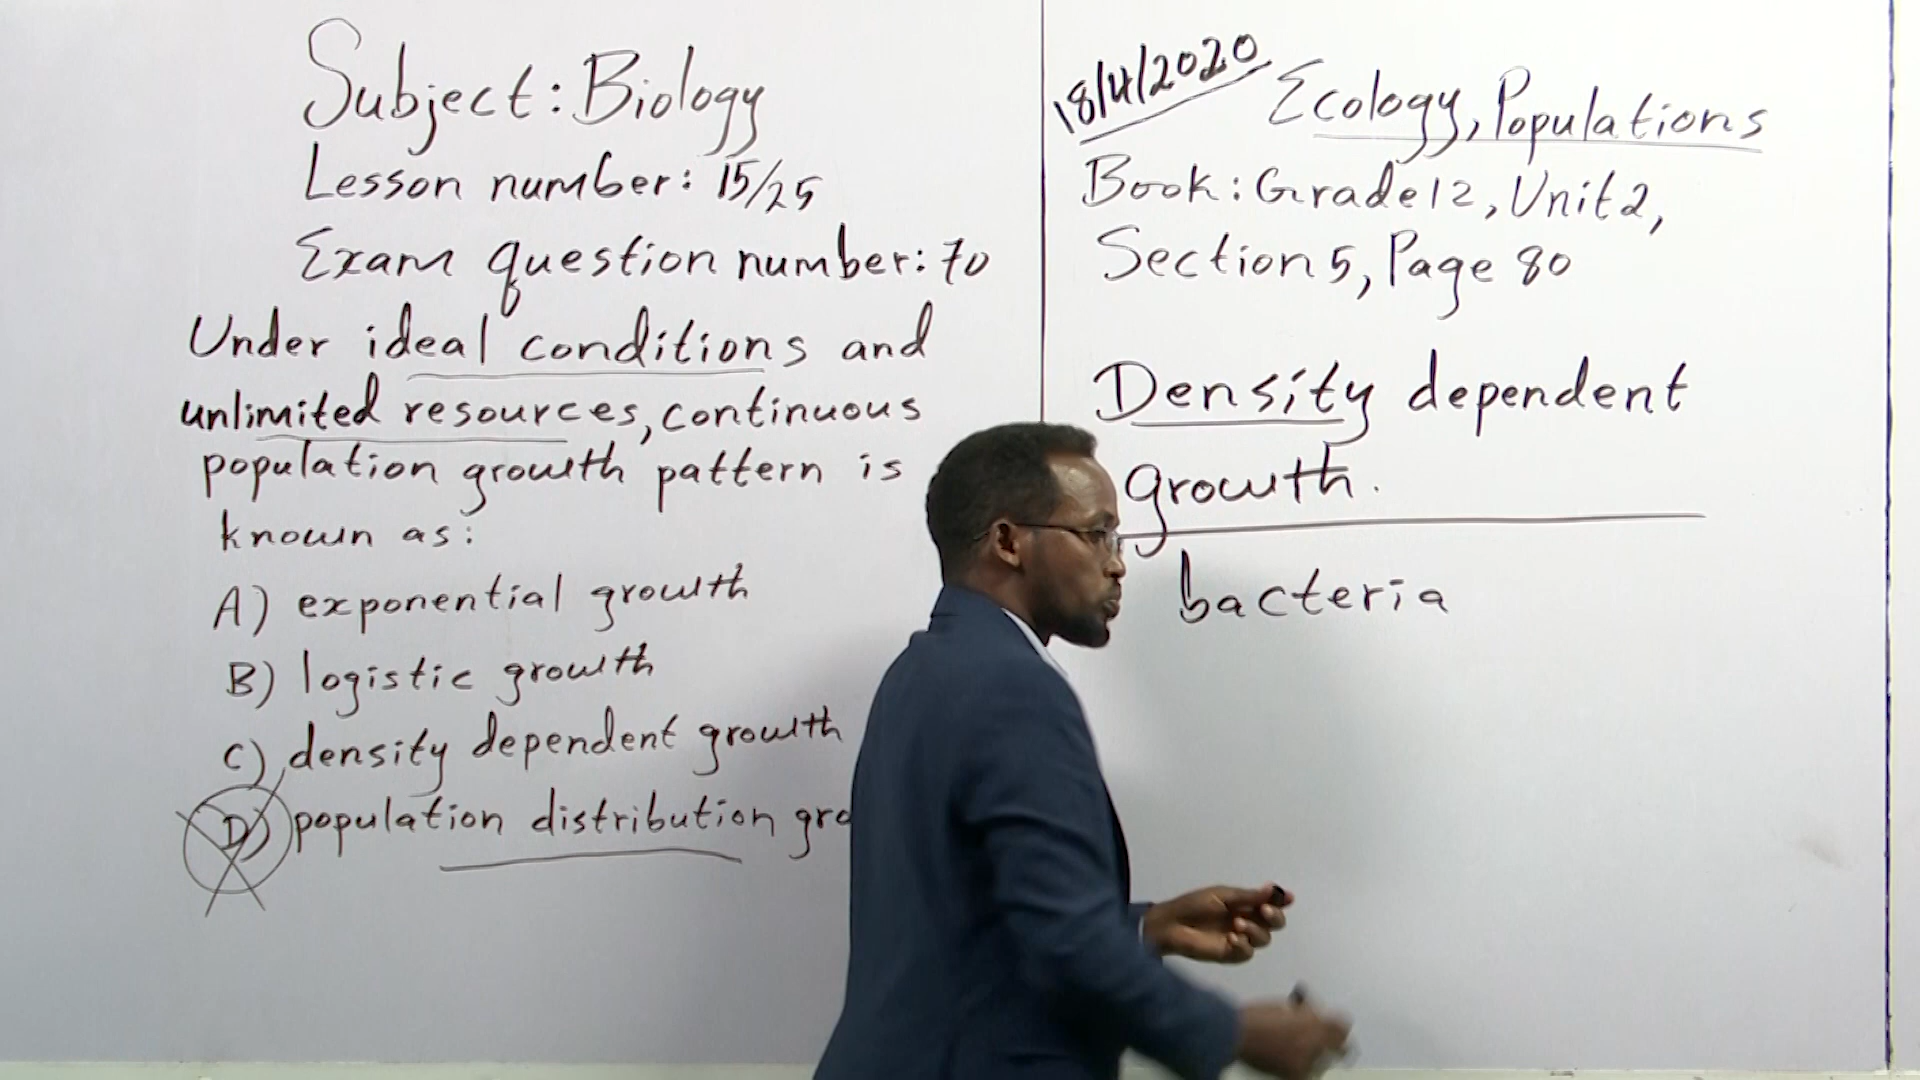 Subject: Biology
Lesson number: 15/25
Exam question number: 70
Under ideal conditions and
unlimited resources, continuous
population growth pattern is
known as:
A) exponential growth
B) logistic growth
C) density dependent growth
D) population distribution gro
18/4/2020
Ecology, Populations
Book: Grade 12, Unit 2,
Section 5, Page 80
Density dependent
growth.
bacteria